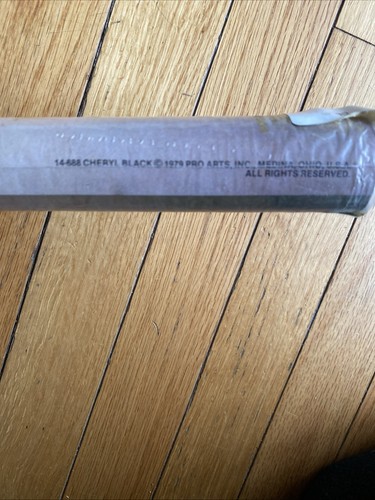 14-688 CHERYL BLACK © 1979 PRO ARTS, INC., MEDINA, OHIO, U.S.A.
ALL RIGHTS RESERVED